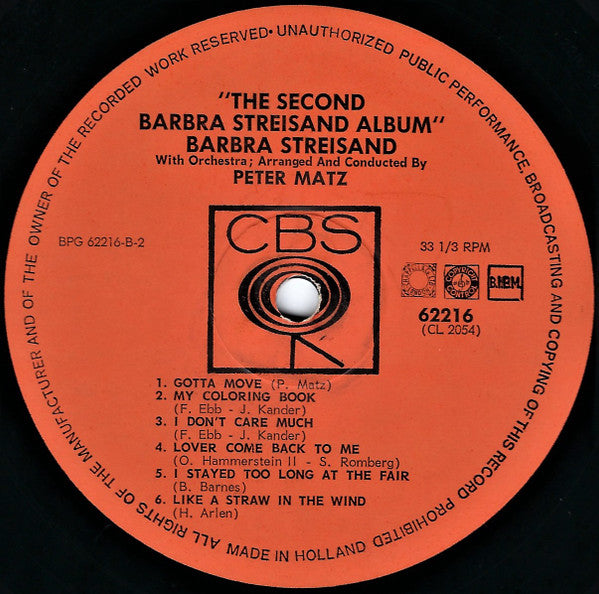 ALL RIGHTS OF THE MANUFACTURER AND OF THE OWNER OF THE RECORDED WORK RESERVED • UNAUTHORIZED PUBLIC PERFORMANCE, BROADCASTING AND COPYING OF THIS RECORD PROHIBITED
"THE SECOND
BARBRA STREISAND ALBUM"
BARBRA STREISAND
With Orchestra; Arranged And Conducted By
PETER MATZ
CBS
BPG 62216-B-2
33 1/3 RPM
COPYRIGHT CONTROL
B.I.E.M.
62216
(CL 2054)
1. GOTTA MOVE (P. Matz)
2. MY COLORING BOOK
(F. Ebb - J. Kander)
3. I DON'T CARE MUCH
(F. Ebb - J. Kander)
4. LOVER COME BACK TO ME
(O. Hammerstein II - S. Romberg)
5. I STAYED TOO LONG AT THE FAIR
(B. Barnes)
6. LIKE A STRAW IN THE WIND
(H. Arlen)
MADE IN HOLLAND